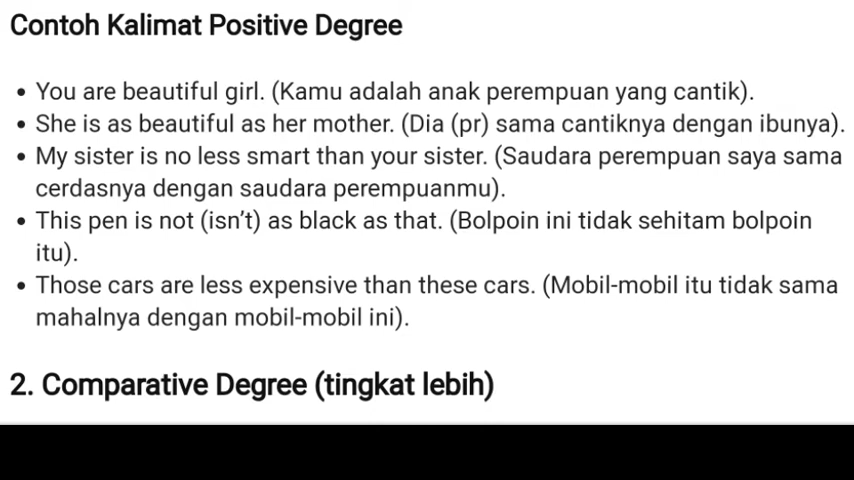 Contoh Kalimat Positive Degree
• You are beautiful girl. (Kamu adalah anak perempuan yang cantik).
• She is as beautiful as her mother. (Dia (pr) sama cantiknya dengan ibunya).
• My sister is no less smart than your sister. (Saudara perempuan saya sama
cerdasnya dengan saudara perempuanmu).
• This pen is not (isn’t) as black as that. (Bolpoin ini tidak sehitam bolpoin
itu).
• Those cars are less expensive than these cars. (Mobil-mobil itu tidak sama
mahalnya dengan mobil-mobil ini).
2. Comparative Degree (tingkat lebih)